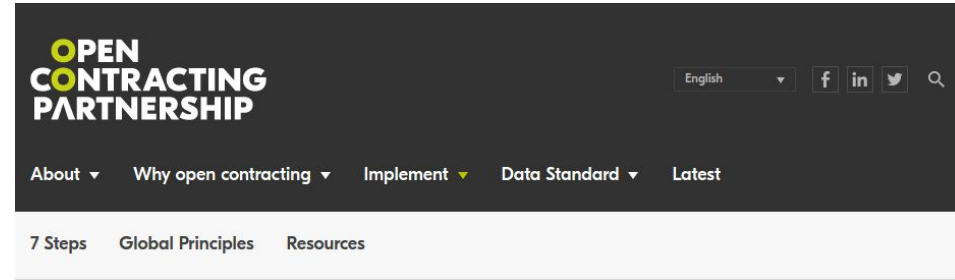 OPEN
CONTRACTING
PARTNERSHIP
English
About Why open contracting Implement Data Standard Latest
7 Steps Global Principles Resources